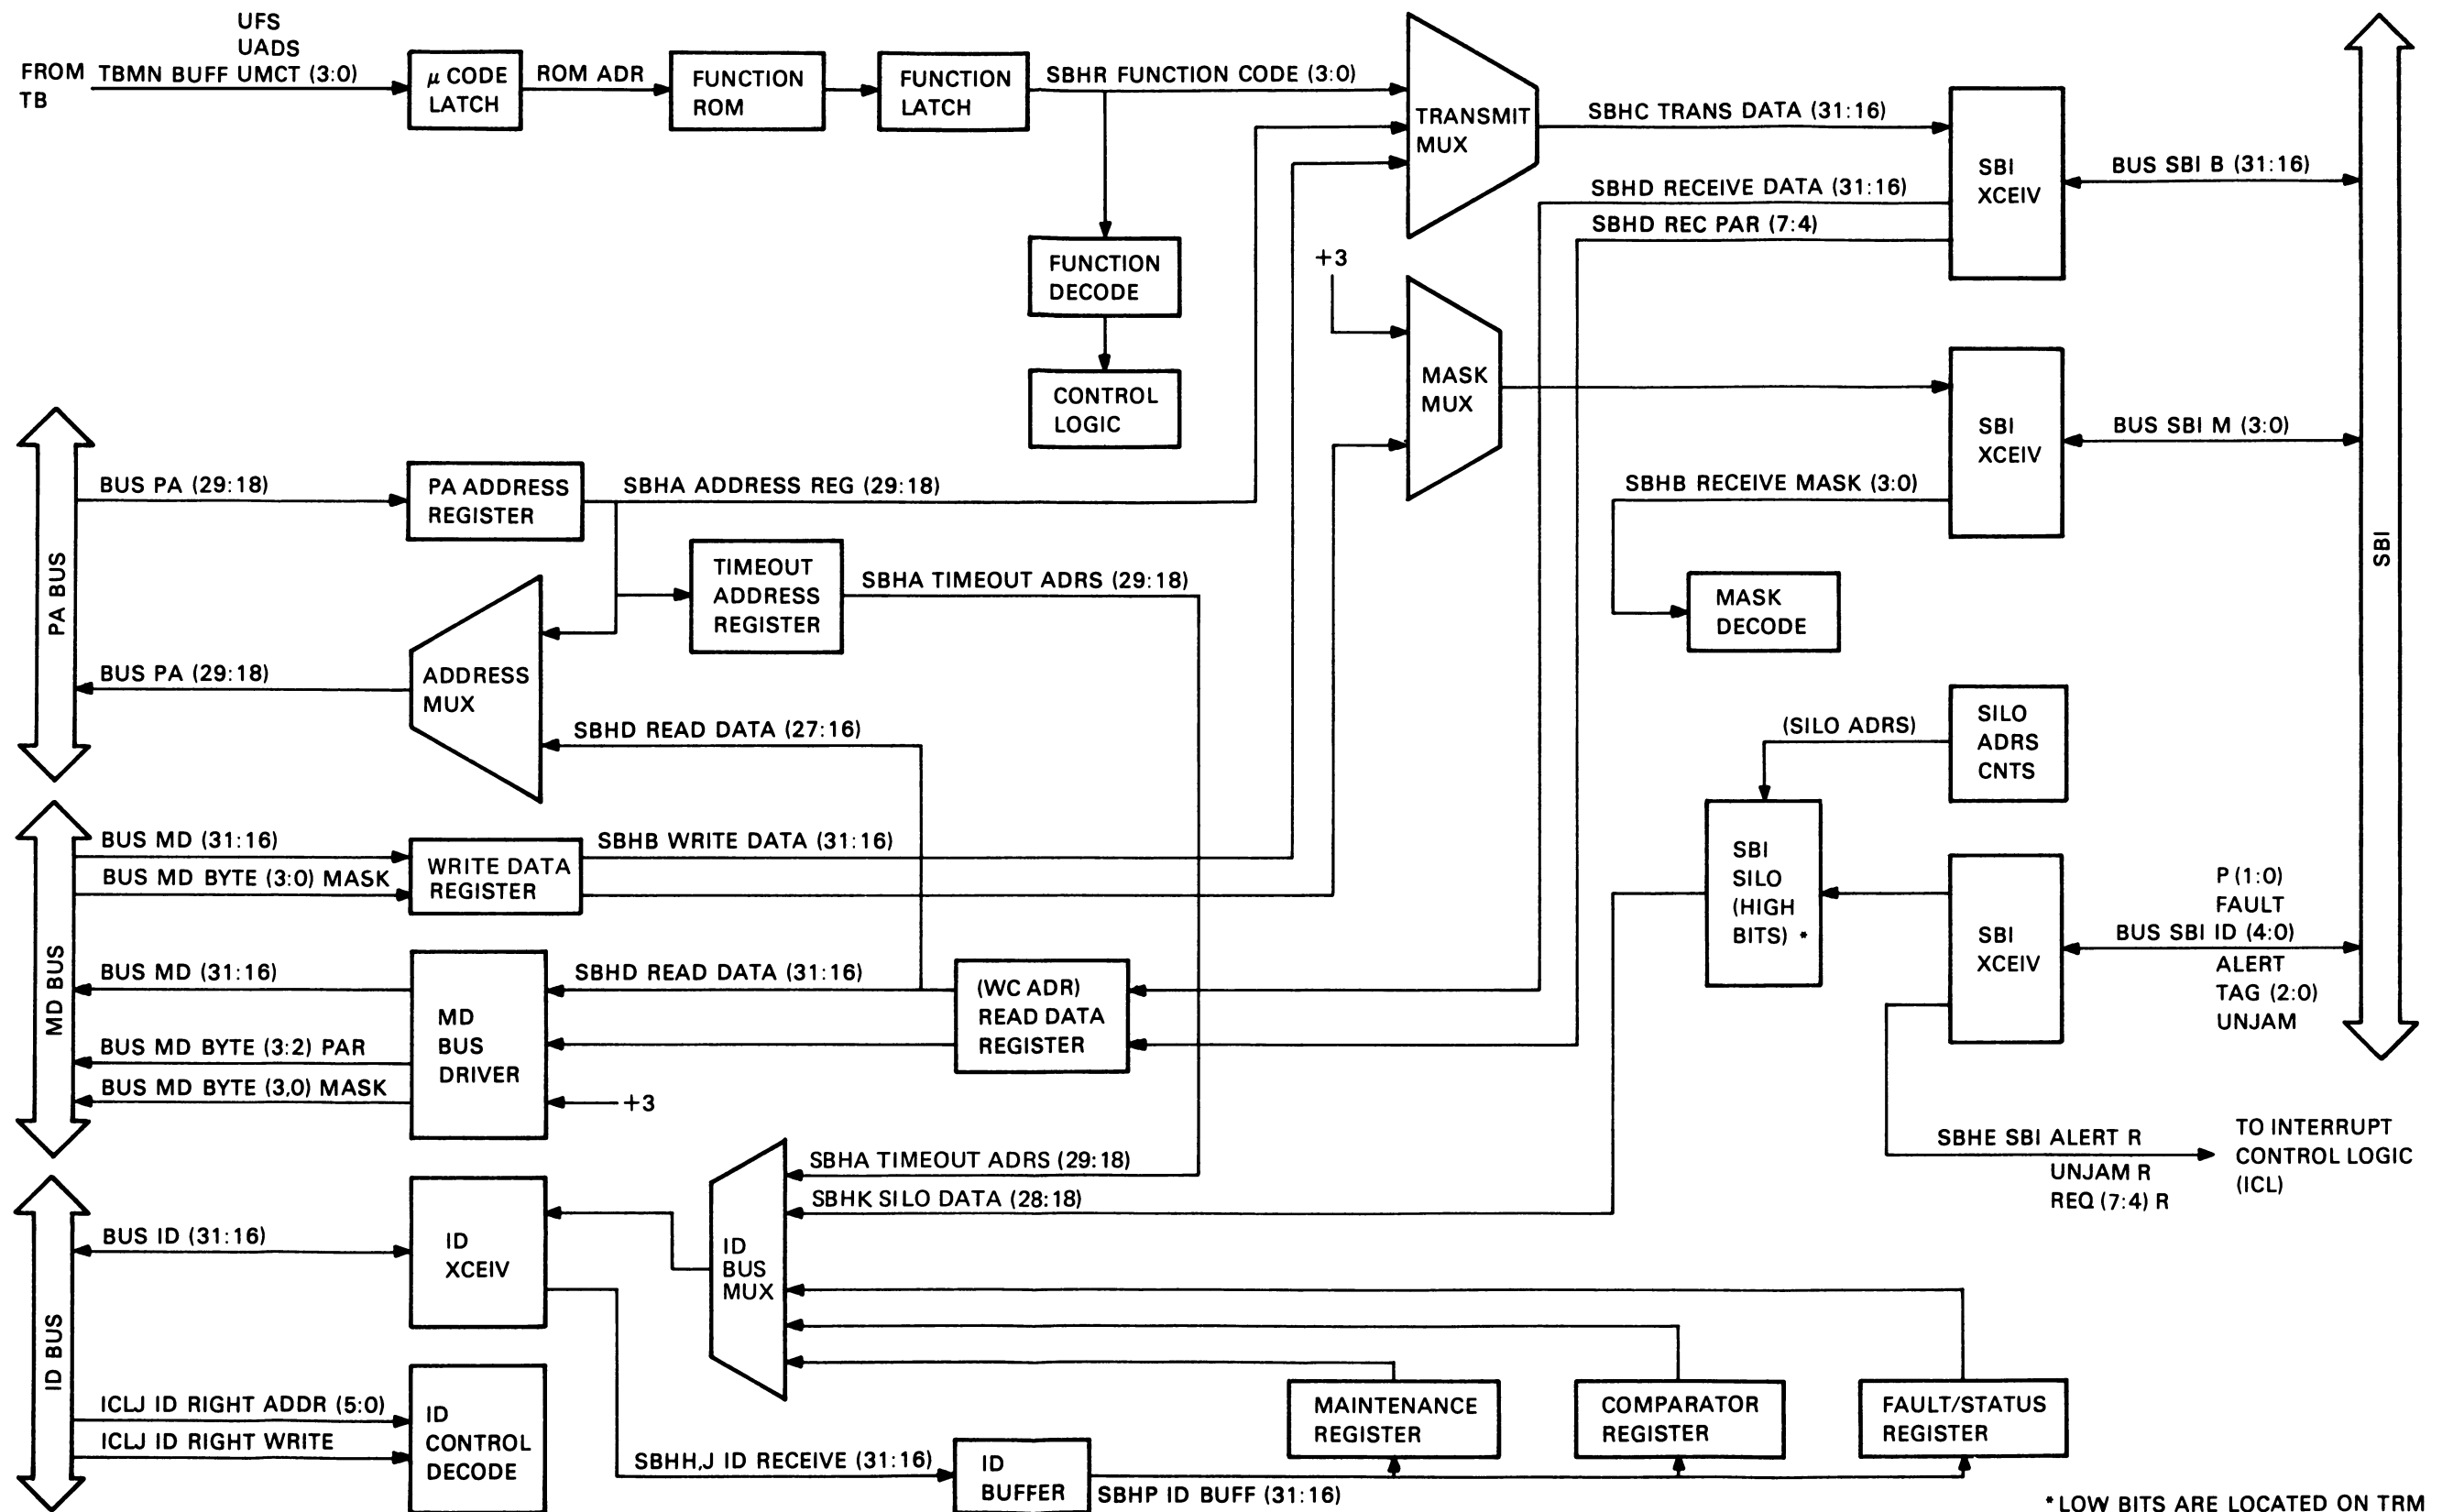 UFS
UADS
FROM TBMN BUFF UMCT (3:0)
TB
μ CODE
LATCH
ROM ADR
FUNCTION
ROM
FUNCTION
LATCH
SBHR FUNCTION CODE (3:0)
TRANSMIT
MUX
SBHC TRANS DATA (31:16)
SBI
XCEIV
BUS SBI B (31:16)
SBHD RECEIVE DATA (31:16)
SBHD REC PAR (7:4)
FUNCTION
DECODE
CONTROL
LOGIC
+3
MASK
MUX
SBI
XCEIV
BUS SBI M (3:0)
SBHB RECEIVE MASK (3:0)
MASK
DECODE
SBI
PA BUS
BUS PA (29:18)
PA ADDRESS
REGISTER
SBHA ADDRESS REG (29:18)
TIMEOUT
ADDRESS
REGISTER
SBHA TIMEOUT ADRS (29:18)
BUS PA (29:18)
ADDRESS
MUX
SBHD READ DATA (27:16)
(SILO ADRS)
SILO
ADRS
CNTS
MD BUS
BUS MD (31:16)
BUS MD BYTE (3:0) MASK
WRITE DATA
REGISTER
SBHB WRITE DATA (31:16)
SBI
SILO
(HIGH
BITS) *
SBI
XCEIV
P (1:0)
FAULT
BUS SBI ID (4:0)
ALERT
TAG (2:0)
UNJAM
BUS MD (31:16)
BUS MD BYTE (3:2) PAR
BUS MD BYTE (3,0) MASK
MD
BUS
DRIVER
SBHD READ DATA (31:16)
+3
(WC ADR)
READ DATA
REGISTER
SBHE SBI ALERT R
UNJAM R
REQ (7:4) R
TO INTERRUPT
CONTROL LOGIC
(ICL)
ID BUS
BUS ID (31:16)
ID
XCEIV
ID
BUS
MUX
SBHA TIMEOUT ADRS (29:18)
SBHK SILO DATA (28:18)
ICLJ ID RIGHT ADDR (5:0)
ICLJ ID RIGHT WRITE
ID
CONTROL
DECODE
SBHH,J ID RECEIVE (31:16)
ID
BUFFER
SBHP ID BUFF (31:16)
MAINTENANCE
REGISTER
COMPARATOR
REGISTER
FAULT/STATUS
REGISTER
*LOW BITS ARE LOCATED ON TRM